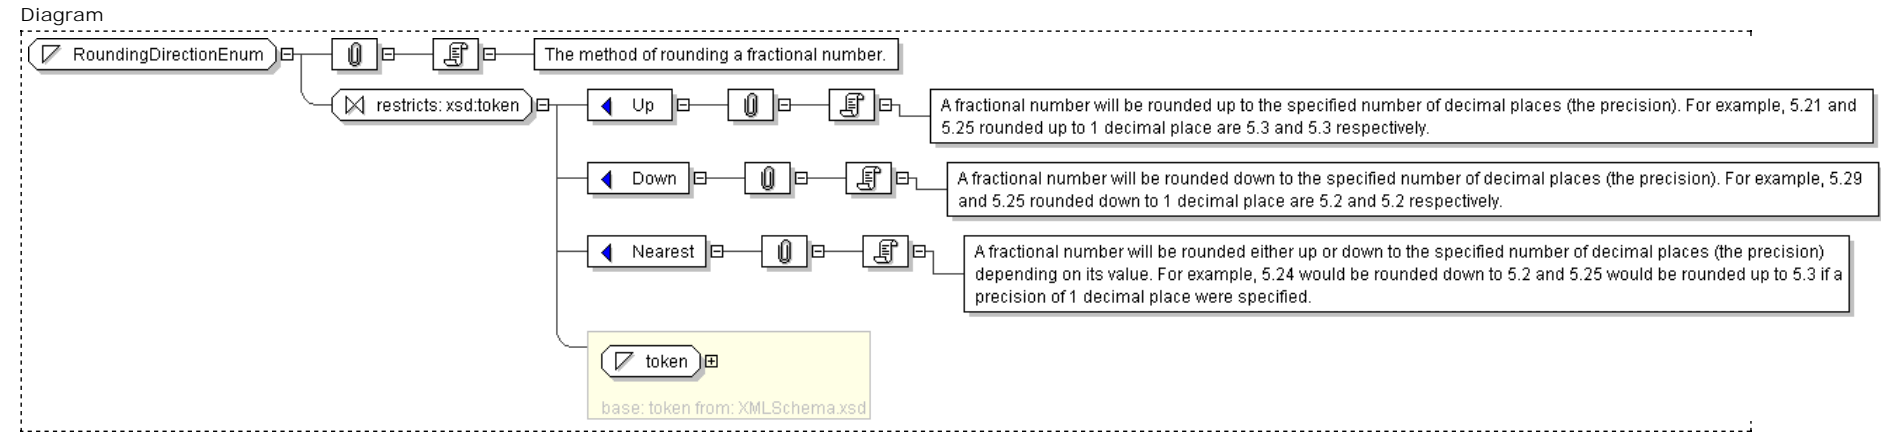 Diagram
RoundingDirectionEnum
The method of rounding a fractional number.
restricts: xsd:token
Up
A fractional number will be rounded up to the specified number of decimal places (the precision). For example, 5.21 and
5.25 rounded up to 1 decimal place are 5.3 and 5.3 respectively.
Down
A fractional number will be rounded down to the specified number of decimal places (the precision). For example, 5.29
and 5.25 rounded down to 1 decimal place are 5.2 and 5.2 respectively.
Nearest
A fractional number will be rounded either up or down to the specified number of decimal places (the precision)
depending on its value. For example, 5.24 would be rounded down to 5.2 and 5.25 would be rounded up to 5.3 if a
precision of 1 decimal place were specified.
token
base: token from: XMLSchema.xsd